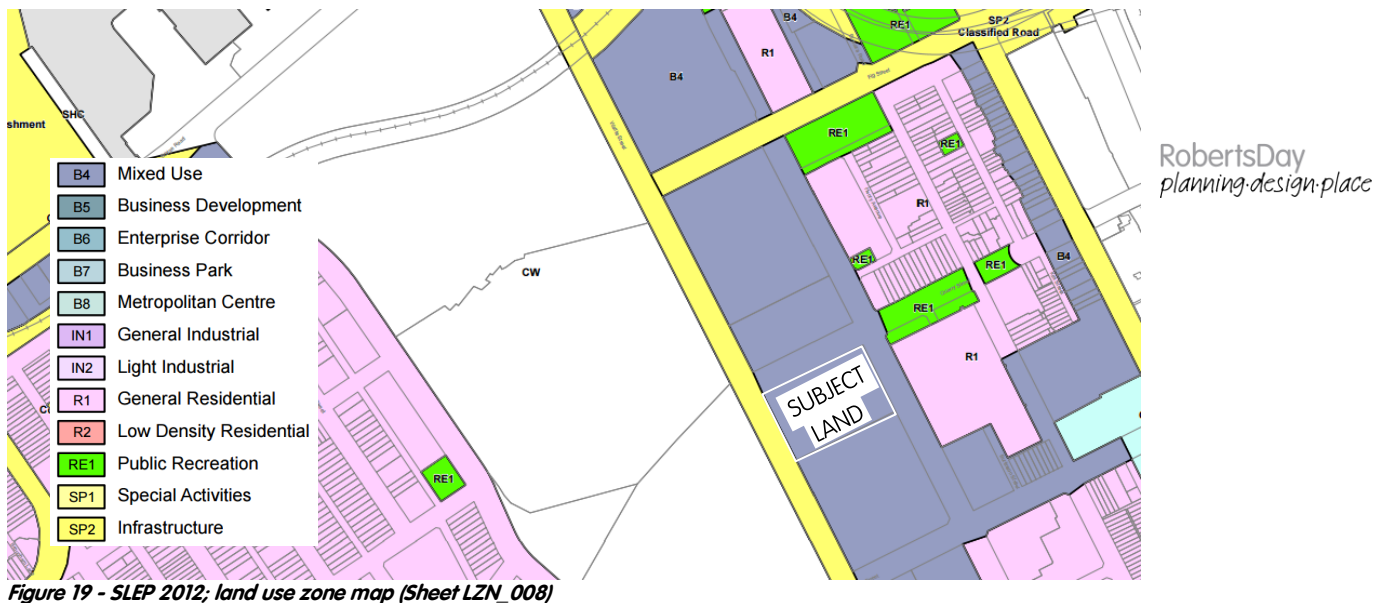 SP2
Classified Road
B4
RE1
R1
B4
SHC
shment
Wattle Street
RE1
RE1
R1
RE1
RE1
B4
RE1
R1
CW
SUBJECT
LAND
RE1
B4 Mixed Use
B5 Business Development
B6 Enterprise Corridor
B7 Business Park
B8 Metropolitan Centre
IN1 General Industrial
IN2 Light Industrial
R1 General Residential
R2 Low Density Residential
RE1 Public Recreation
SP1 Special Activities
SP2 Infrastructure
RobertsDay
planning·design·place
Figure 19 - SLEP 2012; land use zone map (Sheet LZN_008)